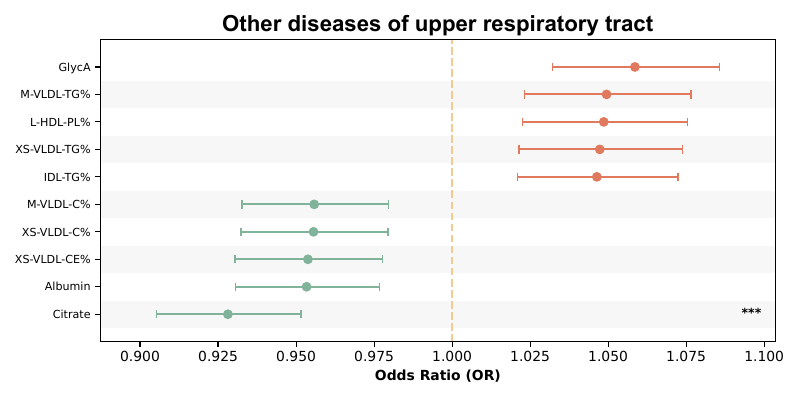 Other diseases of upper respiratory tract
GlycA
M-VLDL-TG%
L-HDL-PL%
XS-VLDL-TG%
IDL-TG%
M-VLDL-C%
XS-VLDL-C%
XS-VLDL-CE%
Albumin
Citrate ***
0.900 0.925 0.950 0.975 1.000 1.025 1.050 1.075 1.100
Odds Ratio (OR)